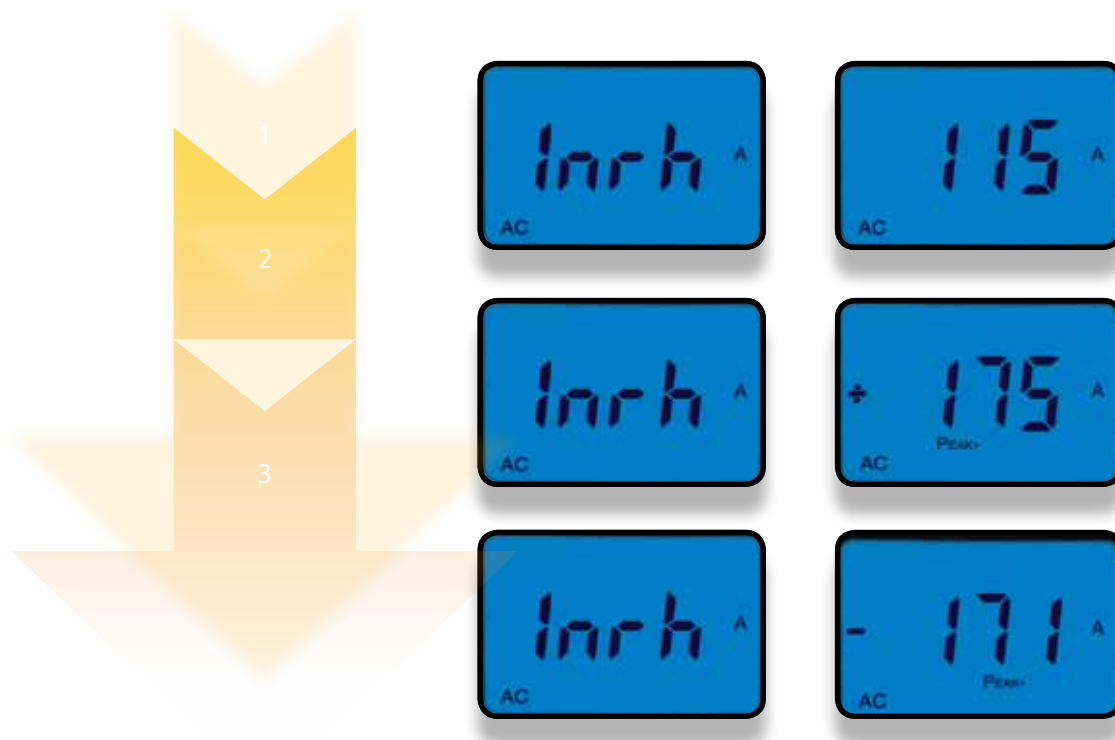 1
Inrh A
AC
115 A
AC
2
Inrh A
AC
÷ 175 A
PEAK+
AC
3
Inrh A
AC
- 171 A
PEAK-
AC